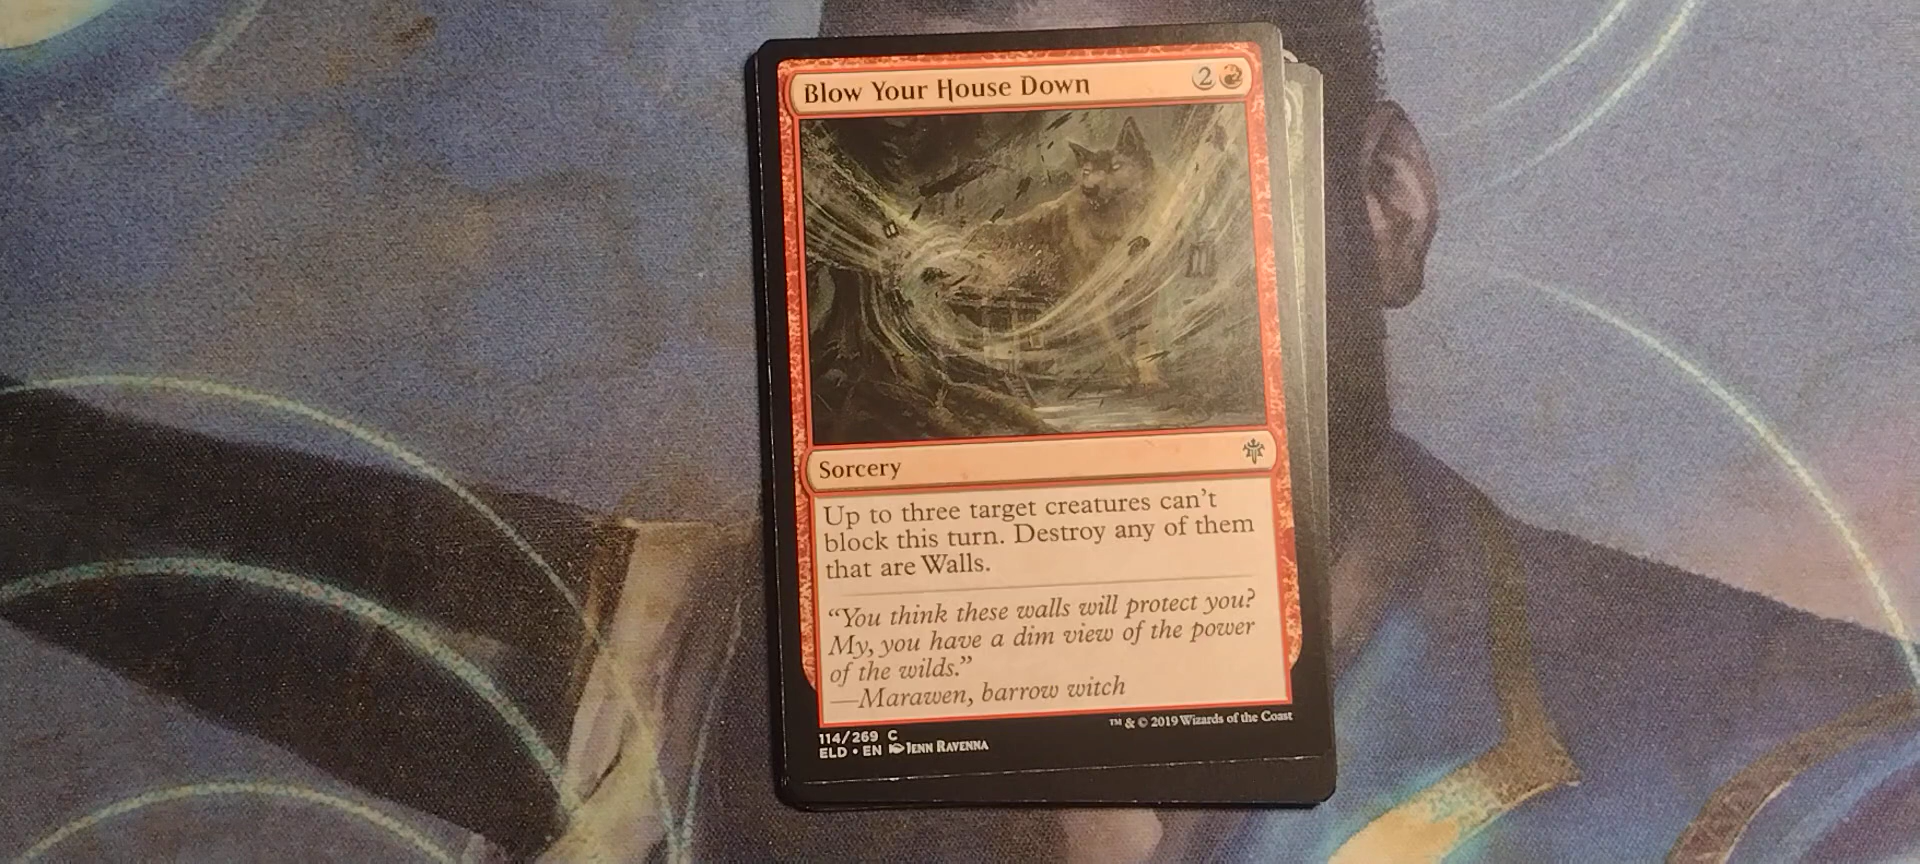 Blow Your House Down 2
Sorcery
Up to three target creatures can't
block this turn. Destroy any of them
that are Walls.
“You think these walls will protect you?
My, you have a dim view of the power
of the wilds.”
—Marawen, barrow witch
114/269 C
ELD • EN Jenn Ravenna
™ & © 2019 Wizards of the Coast